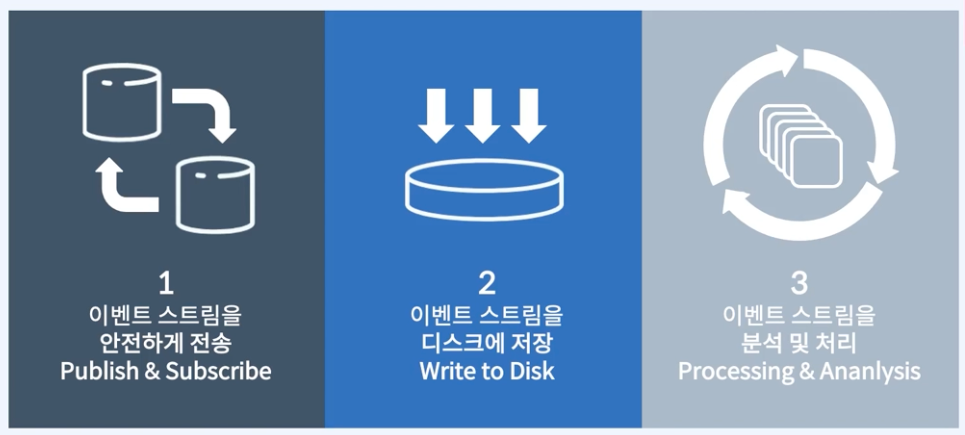 1
이벤트 스트림을
안전하게 전송
Publish & Subscribe
2
이벤트 스트림을
디스크에 저장
Write to Disk
3
이벤트 스트림을
분석 및 처리
Processing & Ananlysis